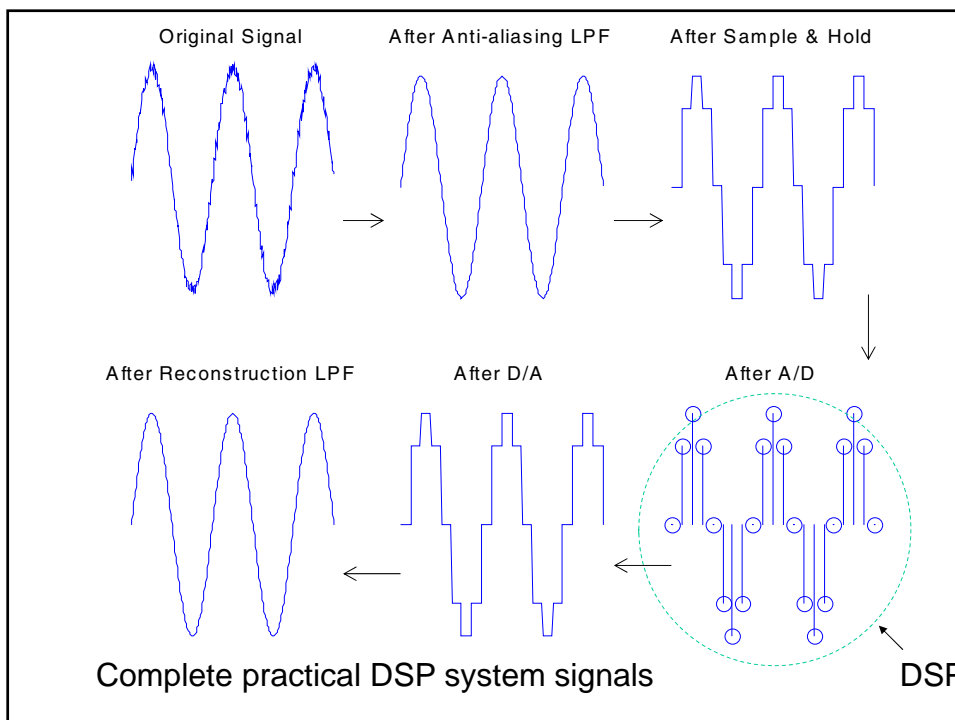 Original Signal
After Anti-aliasing LPF
After Sample & Hold
After Reconstruction LPF
After D/A
After A/D
Complete practical DSP system signals
DSP